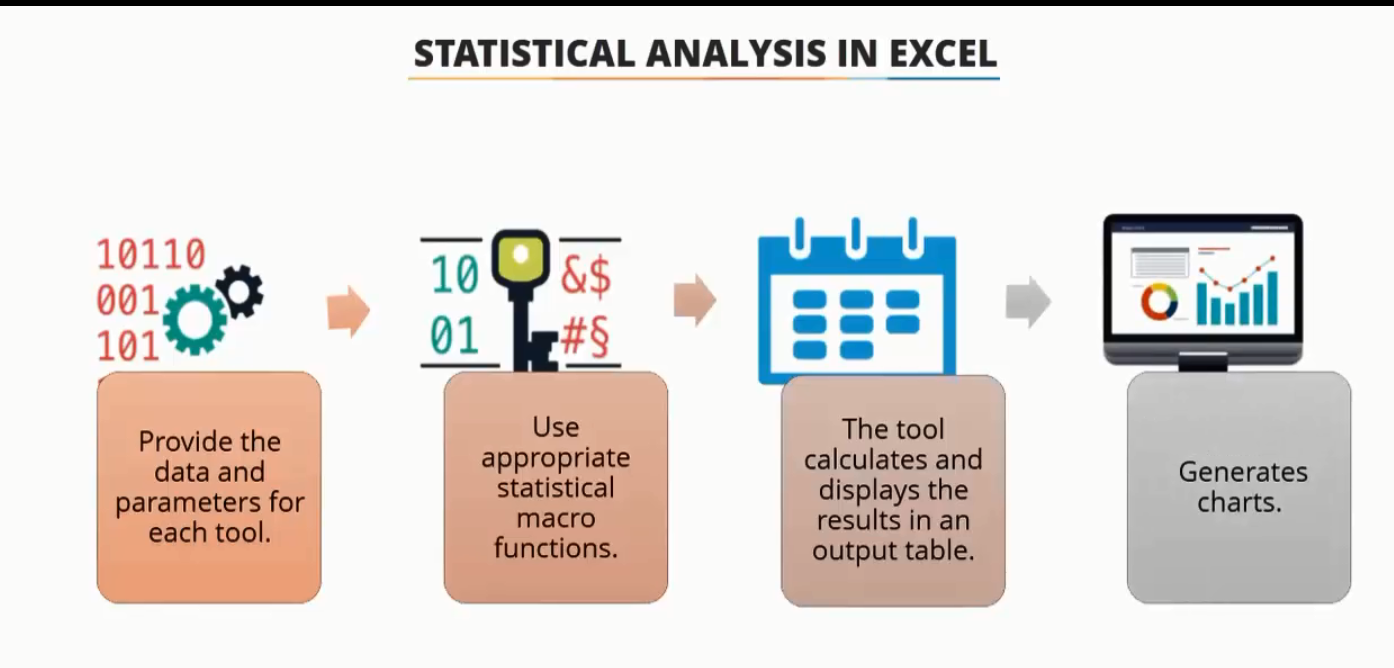 STATISTICAL ANALYSIS IN EXCEL
10110
001
101
10
&$
01
#§
Provide the
data and
parameters for
each tool.
Use
appropriate
statistical
macro
functions.
The tool
calculates and
displays the
results in an
output table.
Generates
charts.